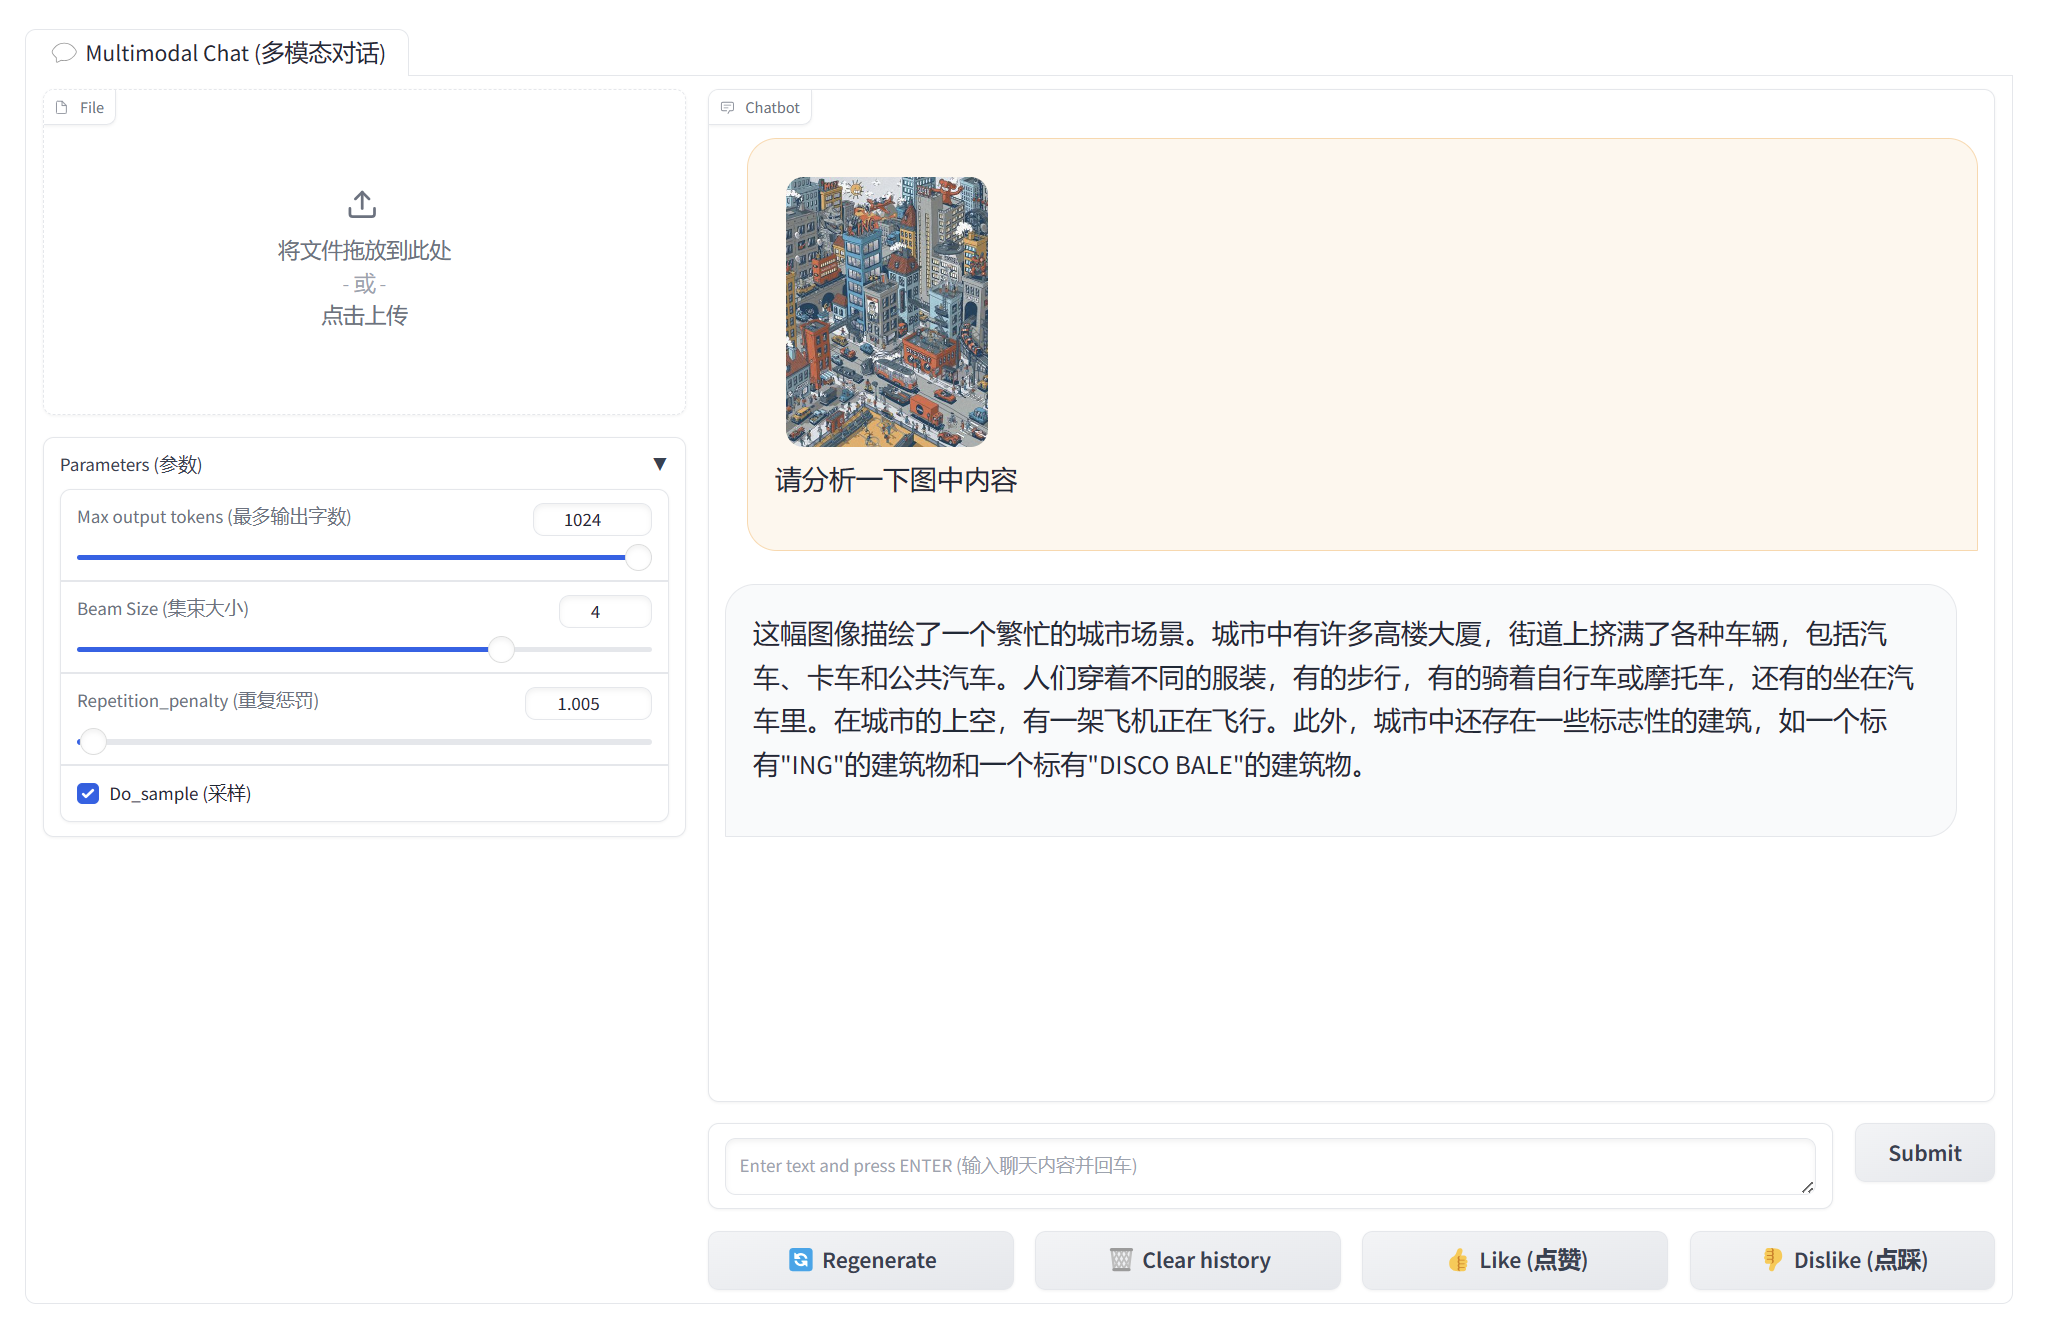 Multimodal Chat (多模态对话)
File
将文件拖放到此处
- 或 -
点击上传
Parameters (参数)
▼
Max output tokens (最多输出字数)
1024
Beam Size (集束大小)
4
Repetition_penalty (重复惩罚)
1.005
Do_sample (采样)
Chatbot
请分析一下图中内容
这幅图像描绘了一个繁忙的城市场景。城市中有许多高楼大厦，街道上挤满了各种车辆，包括汽
车、卡车和公共汽车。人们穿着不同的服装，有的步行，有的骑着自行车或摩托车，还有的坐在汽
车里。在城市的上空，有一架飞机正在飞行。此外，城市中还存在一些标志性的建筑，如一个标
有"ING"的建筑物和一个标有"DISCO BALE"的建筑物。
Enter text and press ENTER (输入聊天内容并回车)
Submit
Regenerate
Clear history
Like (点赞)
Dislike (点踩)